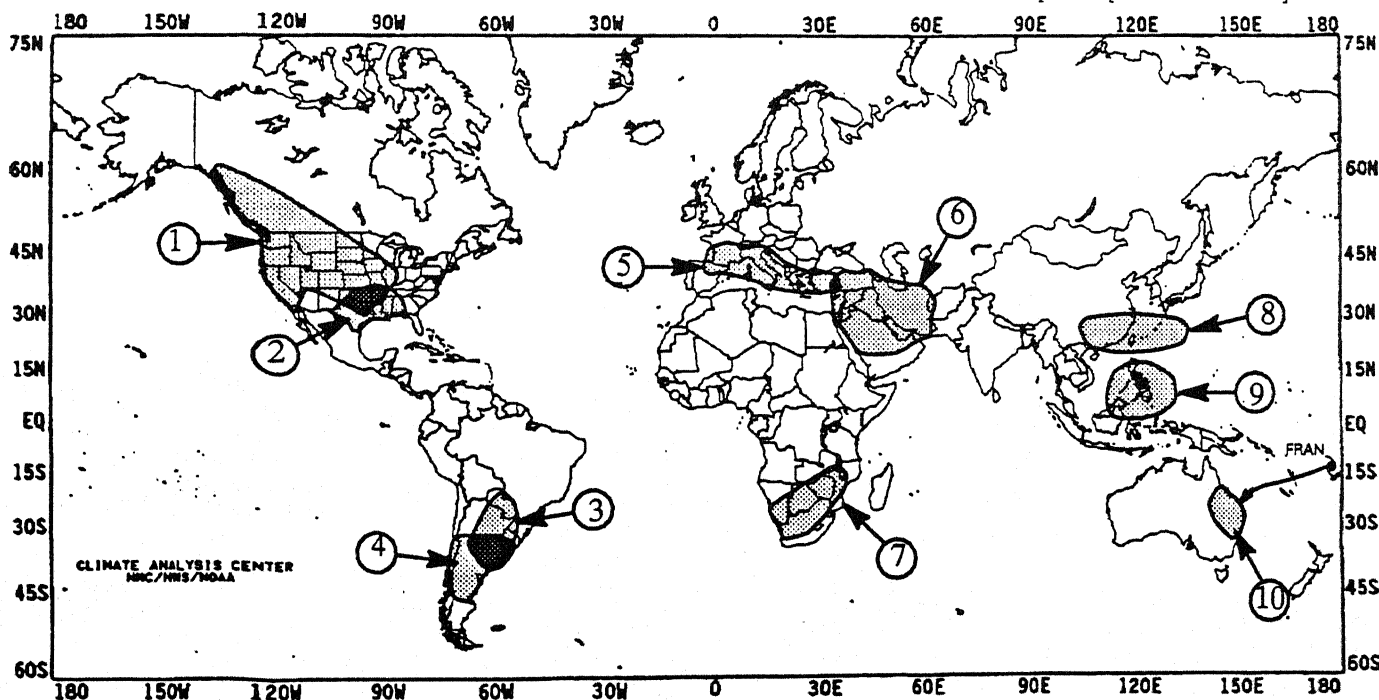 180 150W 120W 90W 60W 30W 0 30E 60E 90E 120E 150E 180
75N 75N
60N 60N
6
1
45N 45N
5
30N 8 30N
2
15N 15N
9
EQ EQ
FRAN
15S 15S
3
30S 30S
4
7
CLIMATE ANALYSIS CENTER
NMC/NWS/NOAA
45S 10 45S
60S 60S
180 150W 120W 90W 60W 30W 0 30E 60E 90E 120E 150E 180